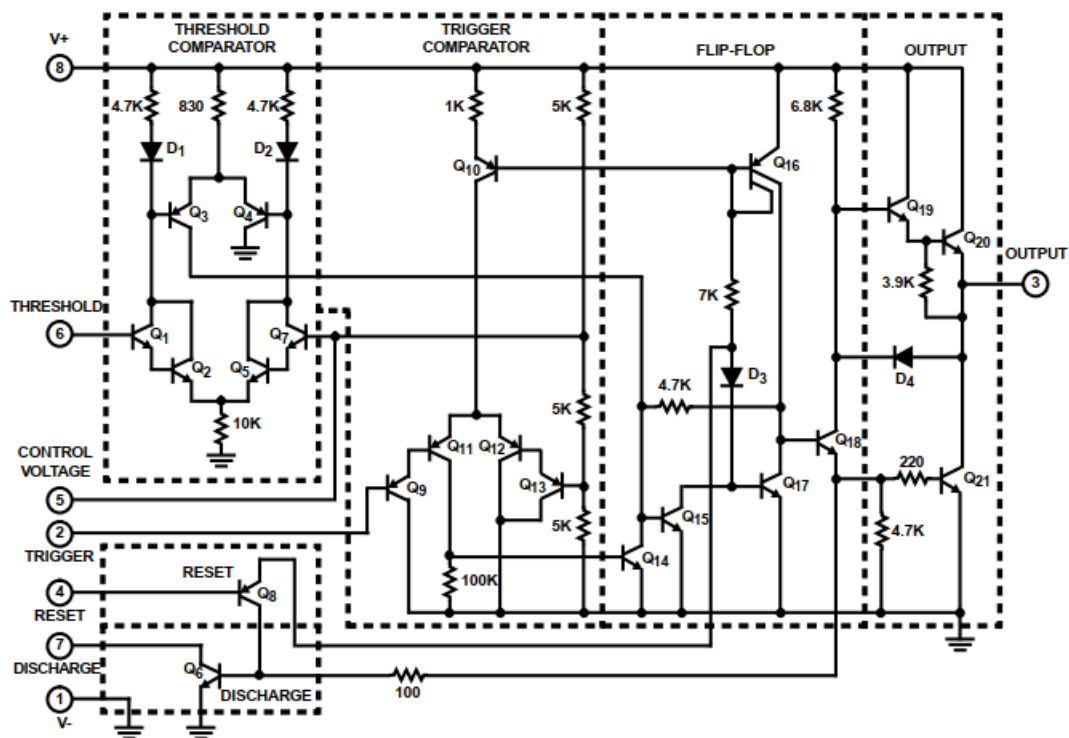 V+
8
THRESHOLD
COMPARATOR
TRIGGER
COMPARATOR
FLIP-FLOP
OUTPUT
4.7K
830
4.7K
1K
5K
6.8K
D1
D2
Q10
Q16
Q3
Q4
Q19
Q20
OUTPUT
3
3.9K
7K
THRESHOLD
6
Q1
Q2
Q5
Q7
D3
D4
4.7K
5K
10K
Q11
Q12
Q18
CONTROL
VOLTAGE
5
220
Q21
Q9
Q13
Q17
2
TRIGGER
Q15
5K
4.7K
Q14
100K
RESET
4
RESET
Q8
7
DISCHARGE
Q6
DISCHARGE
100
1
V-